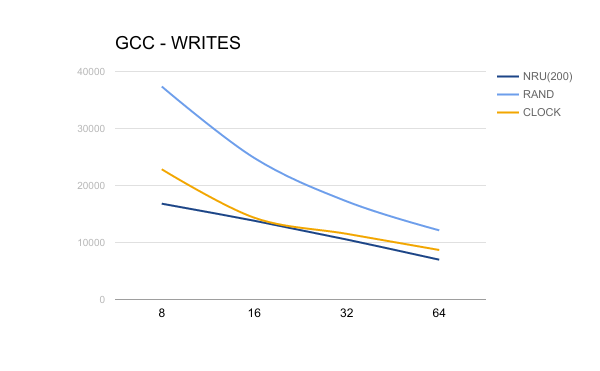 GCC - WRITES
40000
30000
20000
10000
0
8 16 32 64
NRU(200)
RAND
CLOCK